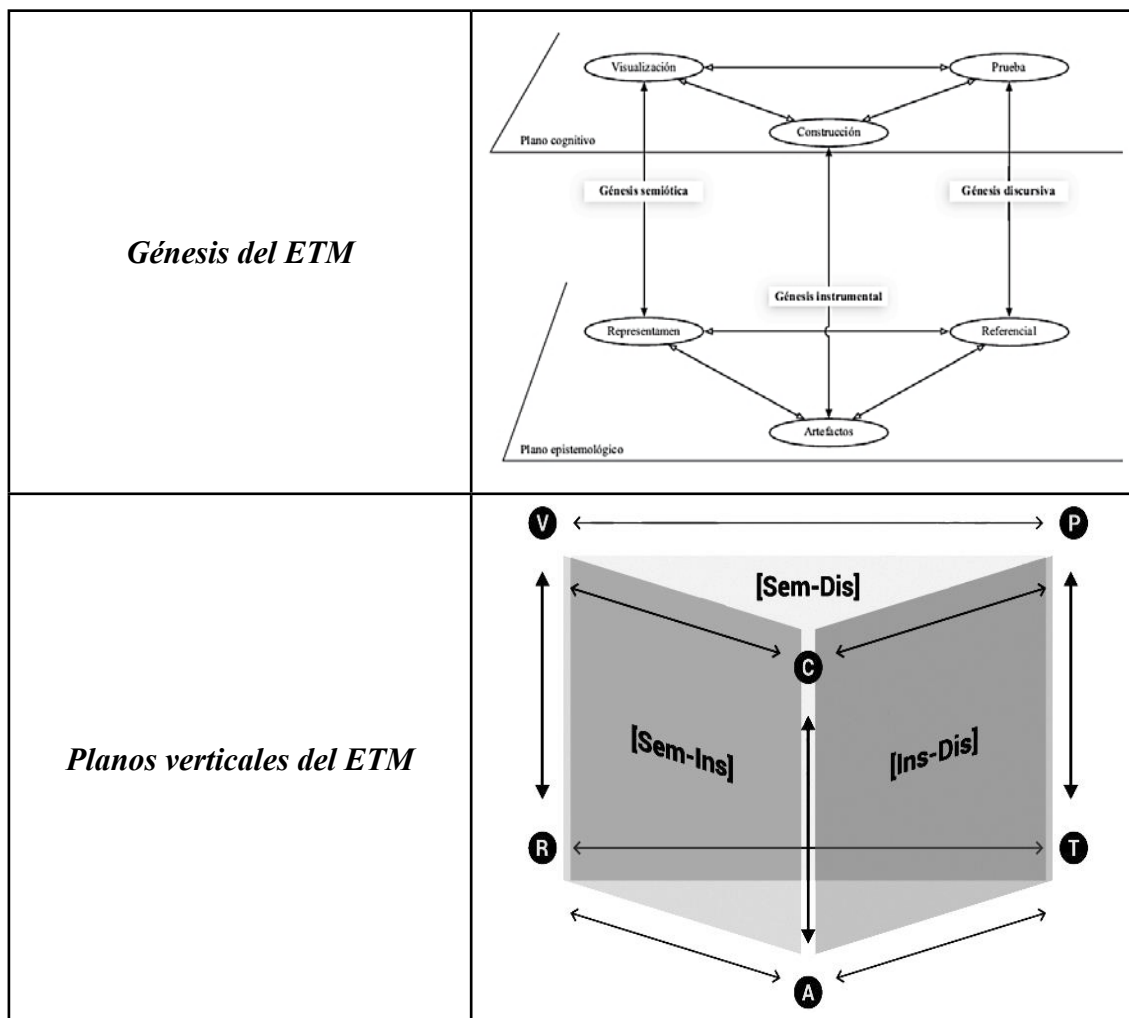 Génesis del ETM
Visualización
Prueba
Construcción
Plano cognitivo
Génesis semiótica
Génesis discursiva
Génesis instrumental
Representamen
Referencial
Artefactos
Plano epistemológico
Planos verticales del ETM
V
P
[Sem-Dis]
C
[Sem-Ins]
[Ins-Dis]
R
T
A